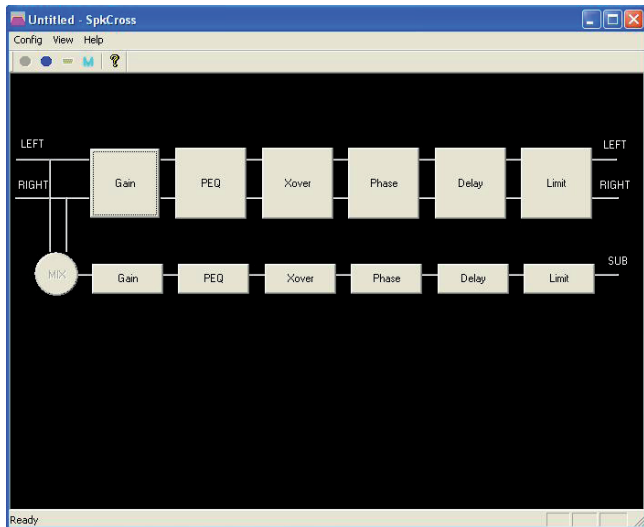 Untitled - SpkCross
Config View Help
M ?
LEFT LEFT
RIGHT Gain PEQ Xover Phase Delay Limit RIGHT
SUB
MIX Gain PEQ Xover Phase Delay Limit
Ready